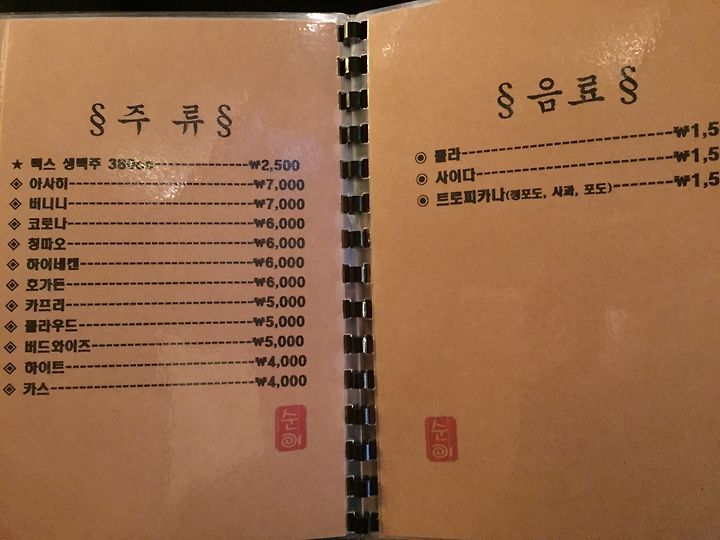 § 주 류 §
★ 맥스 생맥주 380cc ₩2,500
◈ 아사히 ₩7,000
◈ 버니니 ₩7,000
◈ 코로나 ₩6,000
◈ 칭따오 ₩6,000
◈ 하이네켄 ₩6,000
◈ 호가든 ₩6,000
◈ 카프리 ₩5,000
◈ 클라우드 ₩5,000
◈ 버드와이즈 ₩5,000
◈ 하이트 ₩4,000
◈ 카스 ₩4,000
§ 음료 §
◉ 콜라 ₩1,5
◉ 사이다 ₩1,5
◉ 트로피카나(청포도, 사과, 포도) ₩1,5